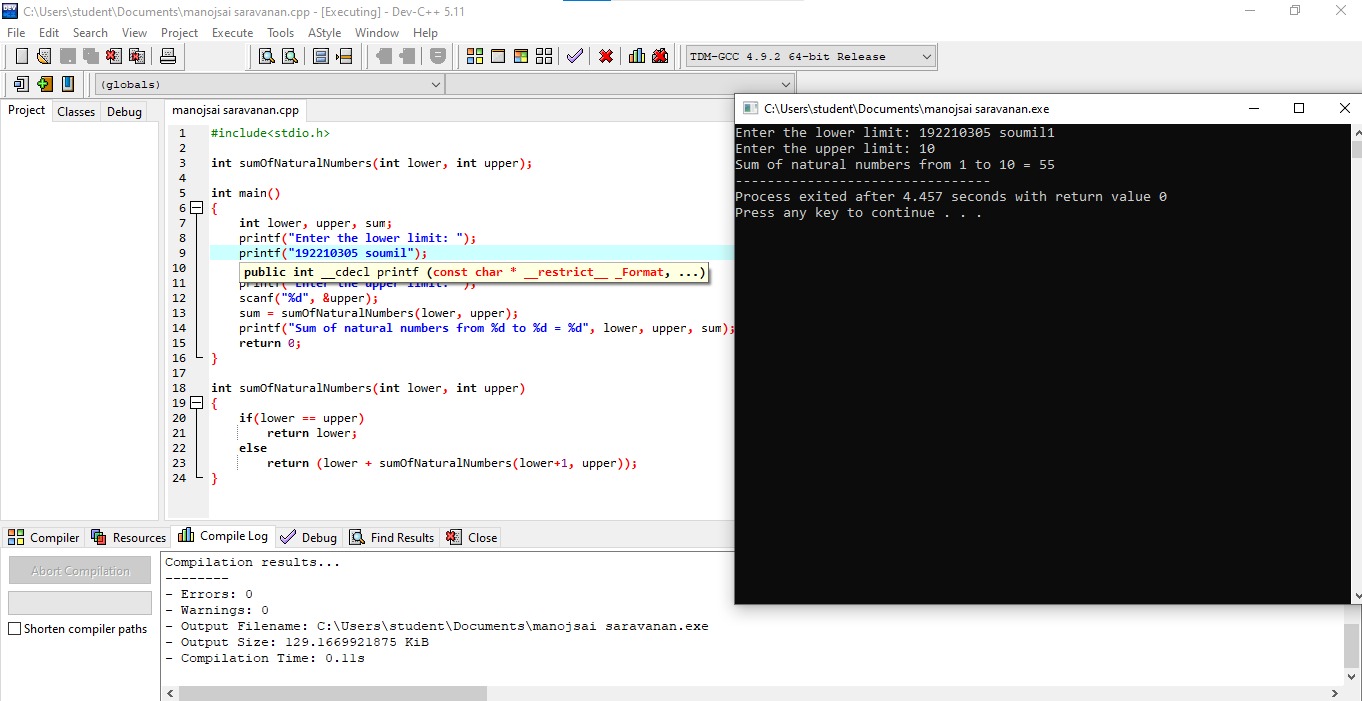 C:\Users\student\Documents\manojsai saravanan.cpp - [Executing] - Dev-C++ 5.11
File Edit Search View Project Execute Tools AStyle Window Help
TDM-GCC 4.9.2 64-bit Release
(globals)
Project Classes Debug
manojsai saravanan.cpp
1 #include<stdio.h>
2
3 int sumOfNaturalNumbers(int lower, int upper);
4
5 int main()
6 {
7 int lower, upper, sum;
8 printf("Enter the lower limit: ");
9 printf("192210305 soumil");
10
public int __cdecl printf (const char * __restrict__ _Format, ...)
11 printf("Enter the upper limit: ");
12 scanf("%d", &upper);
13 sum = sumOfNaturalNumbers(lower, upper);
14 printf("Sum of natural numbers from %d to %d = %d", lower, upper, sum);
15 return 0;
16 }
17
18 int sumOfNaturalNumbers(int lower, int upper)
19 {
20 if(lower == upper)
21 return lower;
22 else
23 return (lower + sumOfNaturalNumbers(lower+1, upper));
24 }
C:\Users\student\Documents\manojsai saravanan.exe
Enter the lower limit: 192210305 soumil1
Enter the upper limit: 10
Sum of natural numbers from 1 to 10 = 55
--------------------------------
Process exited after 4.457 seconds with return value 0
Press any key to continue . . .
Compiler Resources Compile Log Debug Find Results Close
Abort Compilation
Shorten compiler paths
Compilation results...
--------
- Errors: 0
- Warnings: 0
- Output Filename: C:\Users\student\Documents\manojsai saravanan.exe
- Output Size: 129.1669921875 KiB
- Compilation Time: 0.11s